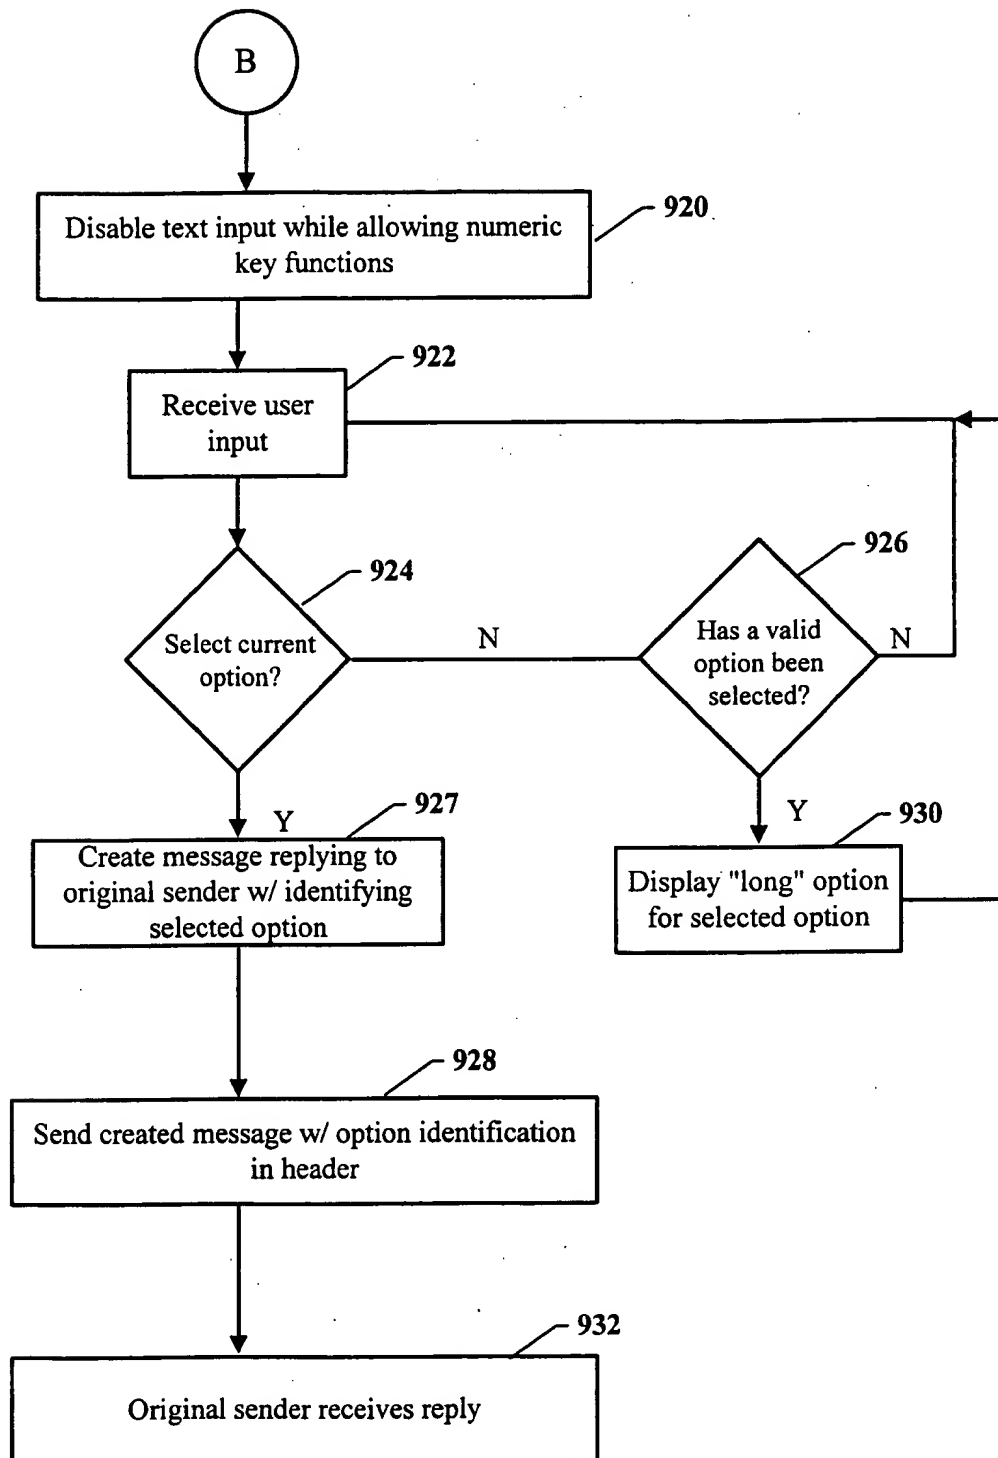 B
920
Disable text input while allowing numeric
key functions
922
Receive user
input
924
Select current
option?
N
926
Has a valid
option been
selected?
N
Y
927
Create message replying to
original sender w/ identifying
selected option
Y
930
Display "long" option
for selected option
928
Send created message w/ option identification
in header
932
Original sender receives reply